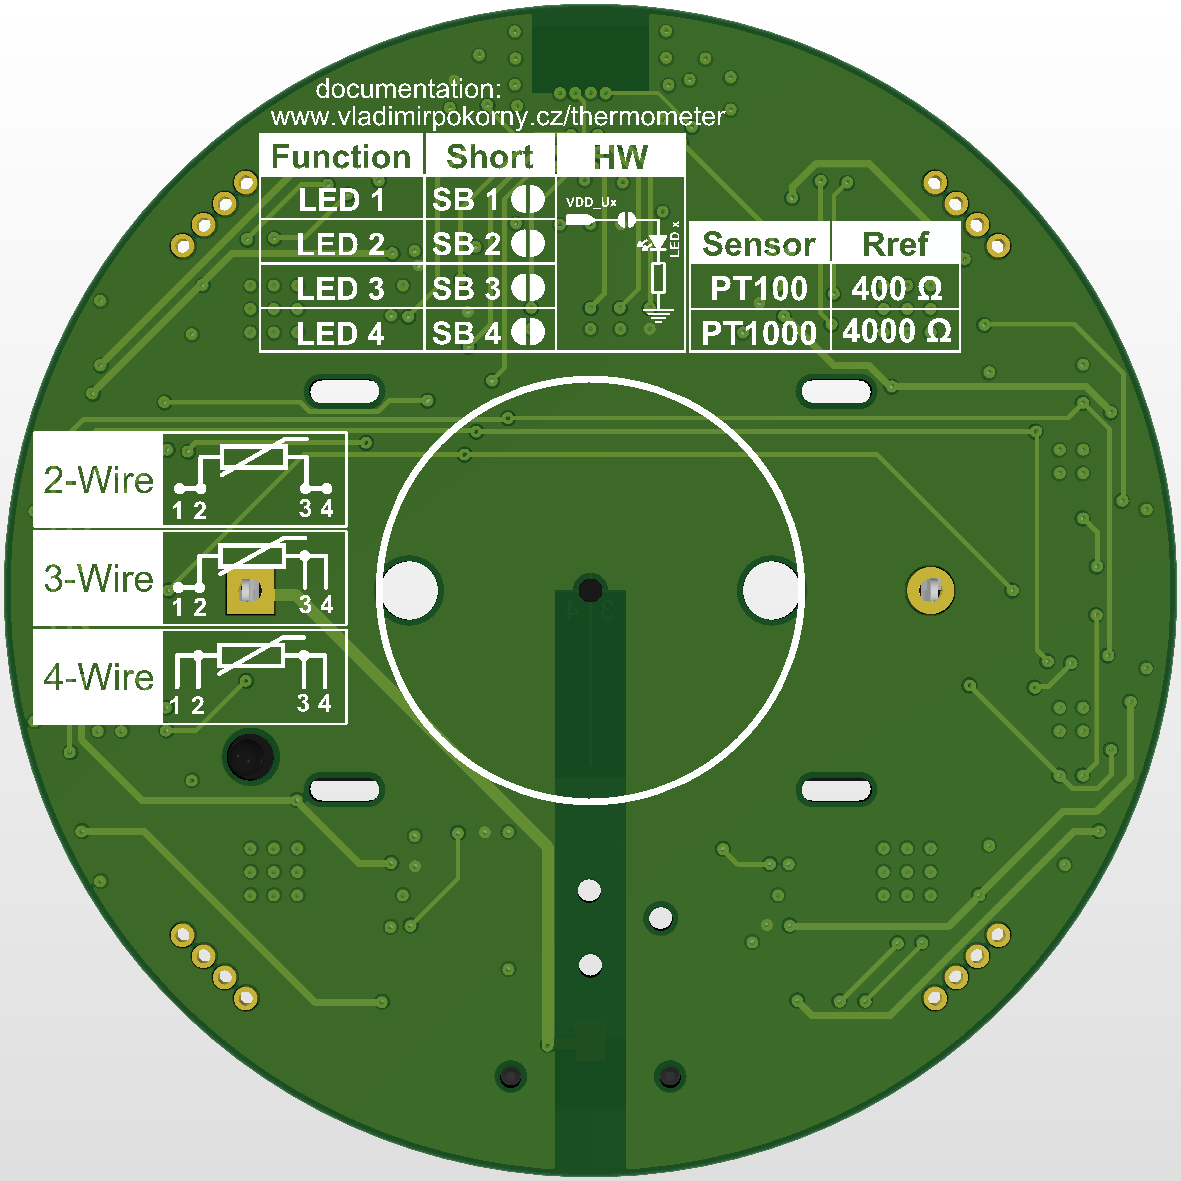 documentation:
www.vladimirpokorny.cz/thermometer
Function Short HW
LED 1 SB 1
LED 2 SB 2
LED 3 SB 3
LED 4 SB 4
VDD_Ux
LED x
Sensor Rref
PT100 400 Ω
PT1000 4000 Ω
2-Wire
1 2 3 4
3-Wire
1 2 3 4
4-Wire
1 2 3 4
4 3